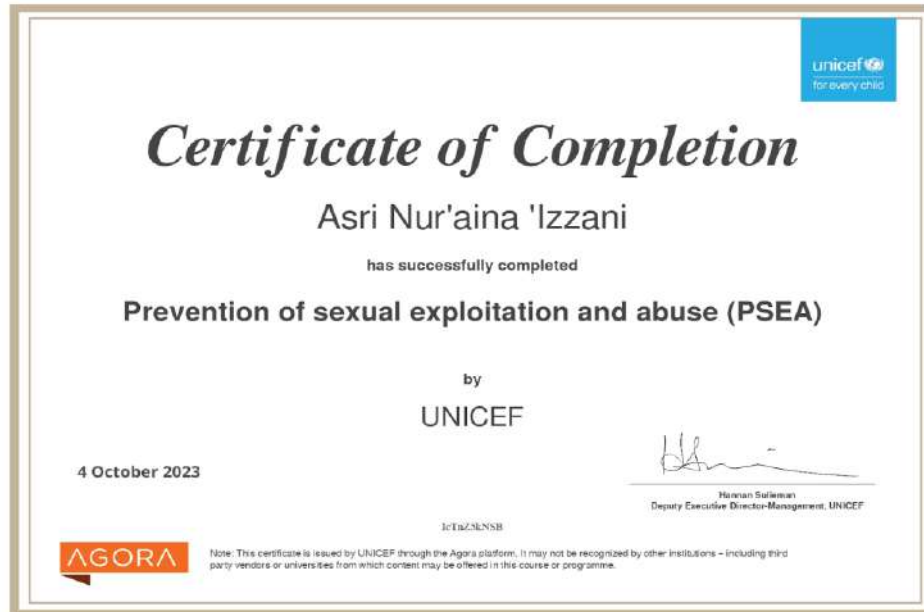 unicef
for every child
Certificate of Completion
Asri Nur'aina 'Izzani
has successfully completed
Prevention of sexual exploitation and abuse (PSEA)
by
UNICEF
4 October 2023
Hannan Sulieman
Deputy Executive Director-Management, UNICEF
AGORA
Note: This certificate is issued by UNICEF through the Agora platform. It may not be recognized by other institutions – including third
party vendors or universities from which content may be offered in this course or programme.